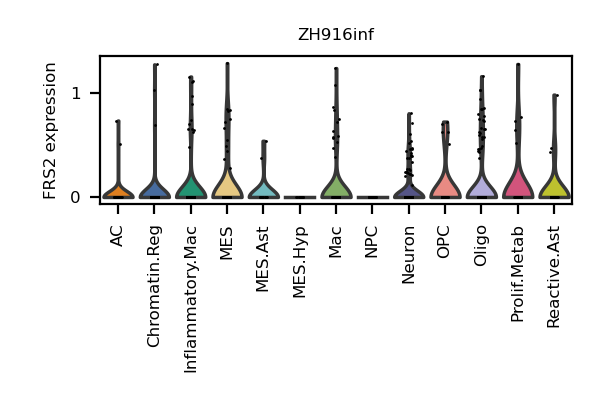 ZH916inf
FRS2 expression
1
0
AC
Chromatin.Reg
Inflammatory.Mac
MES
MES.Ast
MES.Hyp
Mac
NPC
Neuron
OPC
Oligo
Prolif.Metab
Reactive.Ast